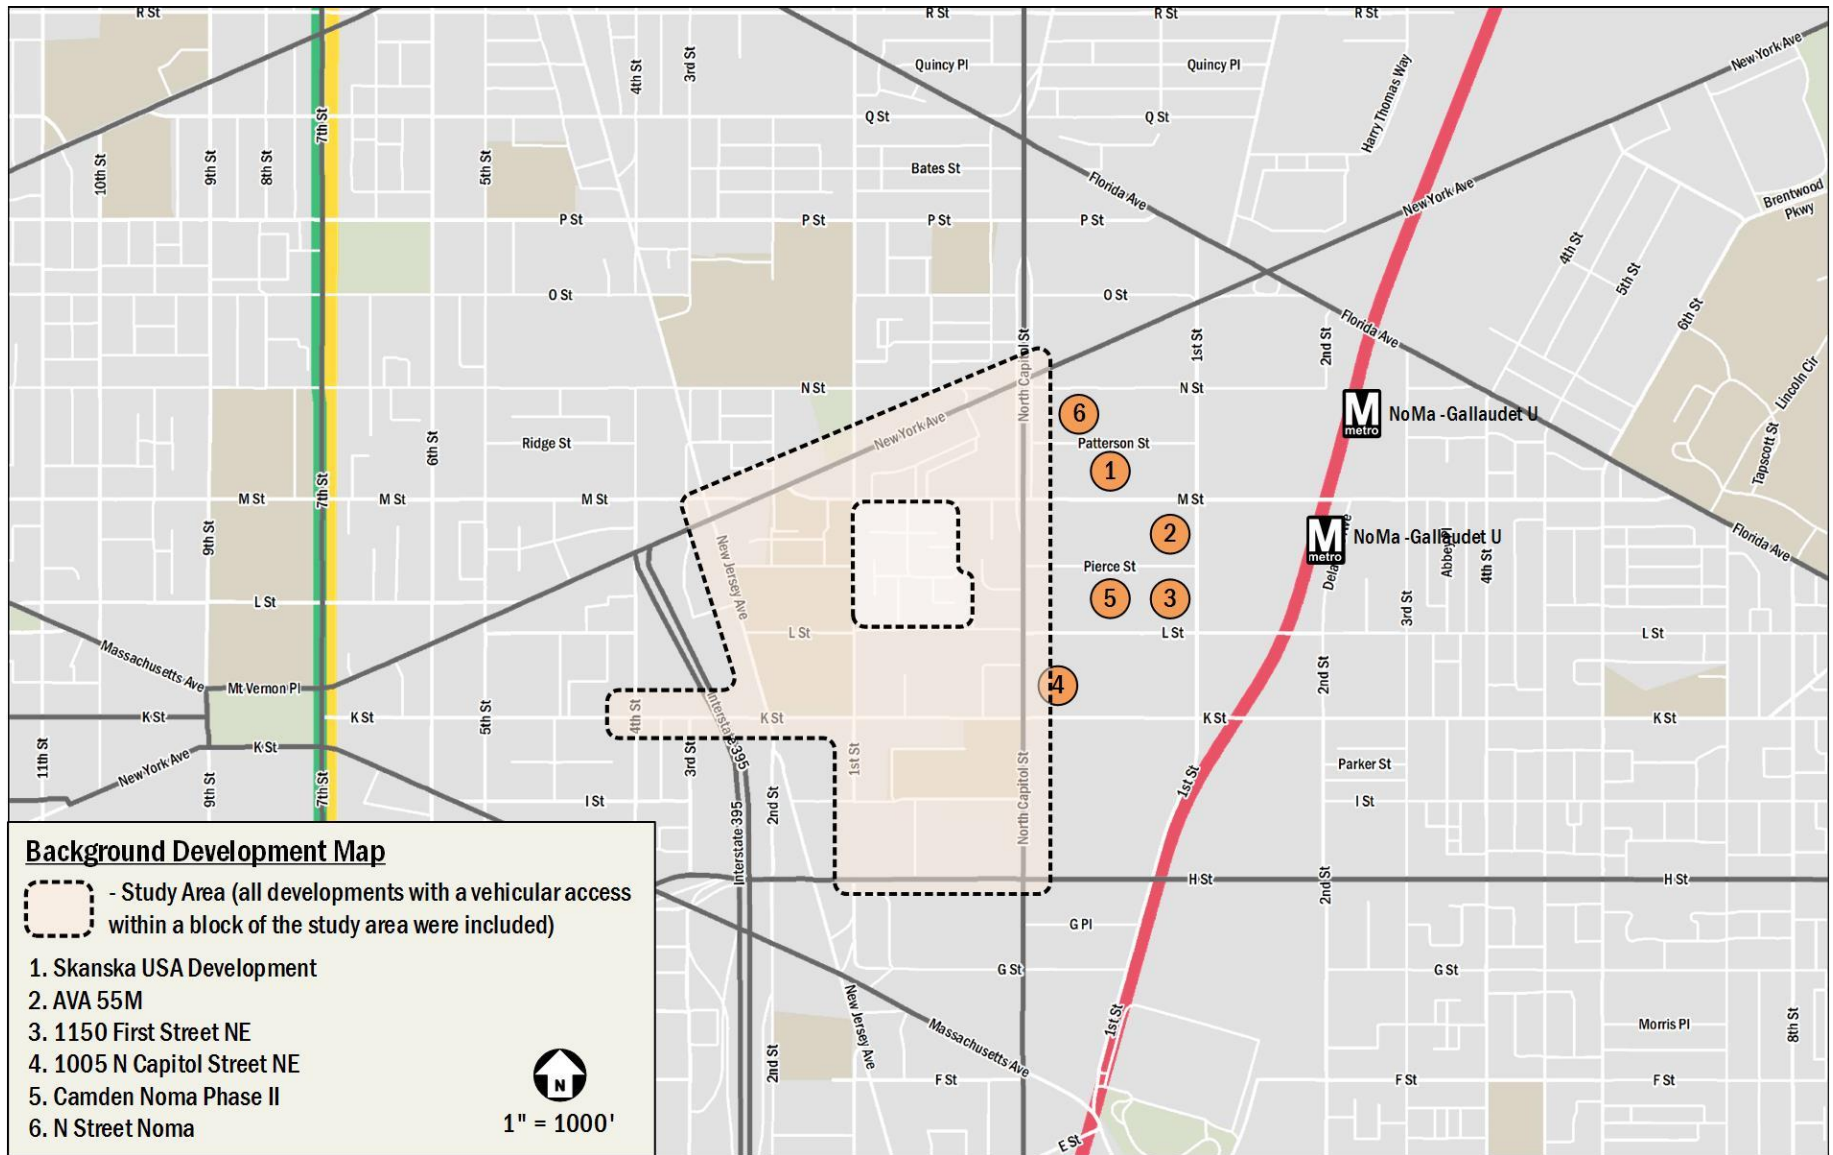 R St
R St
R St
R St
New York Ave
Quincy Pl
Quincy Pl
4th St
3rd St
Harry Thomas Way
7th St
Q St
Q St
10th St
9th St
8th St
5th St
Bates St
Florida Ave
New York Ave
Brentwood
Pkwy
P St
P St
P St
P St
4th St
5th St
6th St
O St
O St
Florida Ave
North Capitol St
1st St
2nd St
Lincoln Cir
N St
N St
North Capitol St
6
M
metro
NoMa -Gallaudet U
New York Ave
6th St
Ridge St
Patterson St
1
Tapscott St
7th St
M St
M St
M St
M St
9th St
2
M
metro
NoMa -Gallaudet U
4th St
Florida Ave
New Jersey Ave
Pierce St
5
3
3rd St
L St
L St
L St
L St
Massachusetts Ave
Mt Vernon Pl
4
2nd St
K St
K St
5th St
4th St
Interstate 395
K St
K St
K St
K St
11th St
New York Ave
9th St
7th St
3rd St
2nd St
1st St
North Capitol St
1st St
Parker St
I St
I St
Interstate 395
H St
H St
2nd St
G Pl
G St
G St
New Jersey Ave
Massachusetts Ave
1st St
Morris Pl
8th St
2nd St
F St
F St
F St
E St
Background Development Map
- Study Area (all developments with a vehicular access
within a block of the study area were included)
1. Skanska USA Development
2. AVA 55M
3. 1150 First Street NE
4. 1005 N Capitol Street NE
5. Camden Noma Phase II
6. N Street Noma
N
1" = 1000'